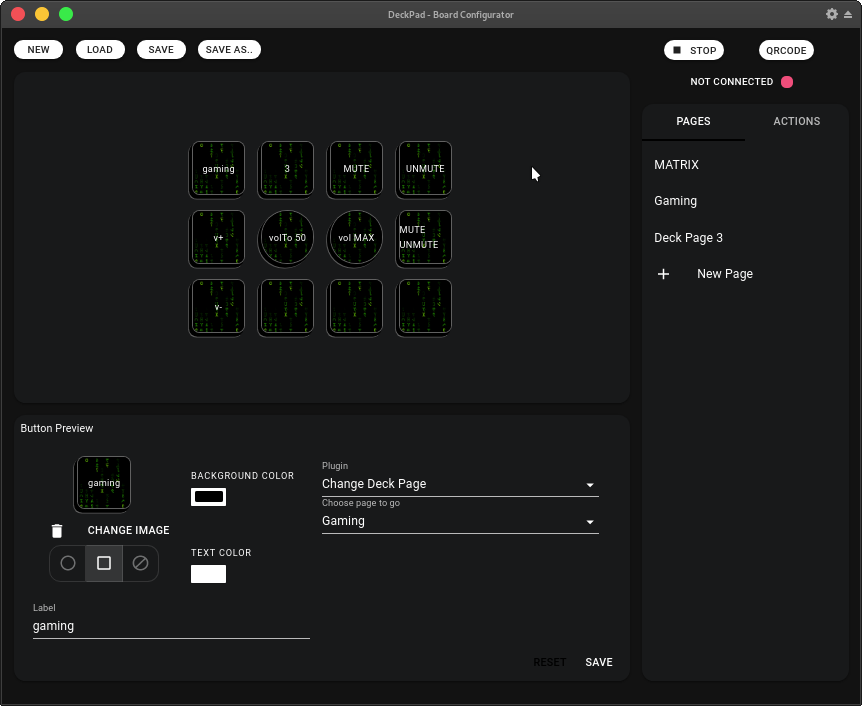 DeckPad - Board Configurator
NEW LOAD SAVE SAVE AS..
STOP QRCODE
NOT CONNECTED
PAGES ACTIONS
MATRIX
Gaming
Deck Page 3
New Page
gaming 3 MUTE UNMUTE
v+ volTo 50 vol MAX MUTE
UNMUTE
v-
Button Preview
gaming
CHANGE IMAGE
BACKGROUND COLOR
TEXT COLOR
Plugin
Change Deck Page
Choose page to go
Gaming
Label
gaming
RESET SAVE